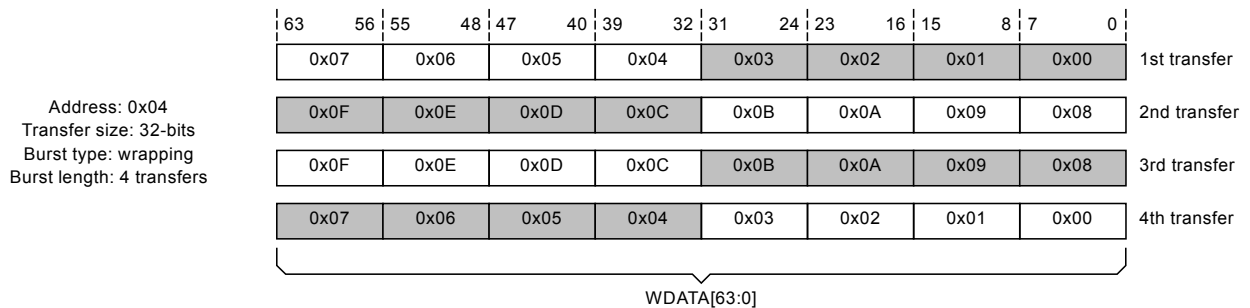 63 56 55 48 47 40 39 32 31 24 23 16 15 8 7 0
0x07 0x06 0x05 0x04 0x03 0x02 0x01 0x00 1st transfer
Address: 0x04
Transfer size: 32-bits
Burst type: wrapping
Burst length: 4 transfers
0x0F 0x0E 0x0D 0x0C 0x0B 0x0A 0x09 0x08 2nd transfer
0x0F 0x0E 0x0D 0x0C 0x0B 0x0A 0x09 0x08 3rd transfer
0x07 0x06 0x05 0x04 0x03 0x02 0x01 0x00 4th transfer
WDATA[63:0]